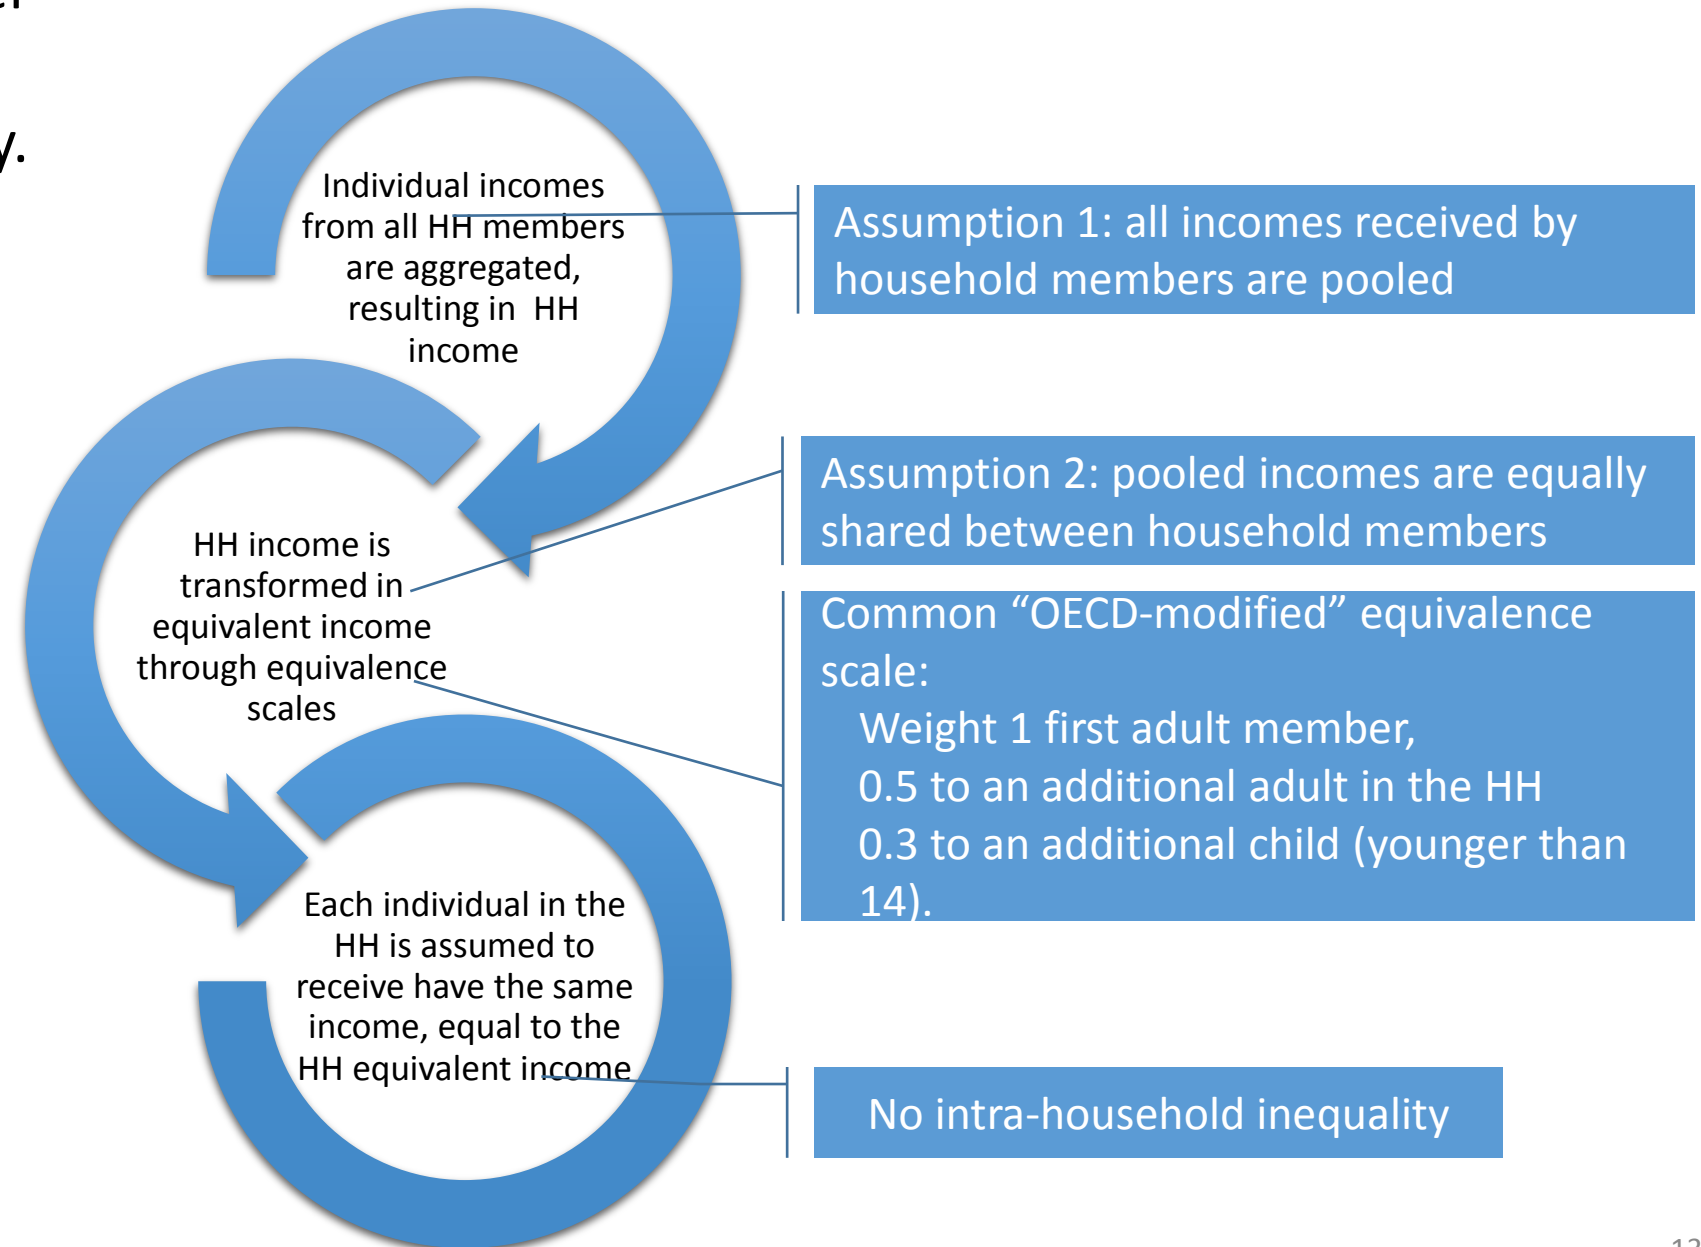 y.
Individual incomes
from all HH members
are aggregated,
resulting in HH
income
Assumption 1: all incomes received by
household members are pooled
HH income is
transformed in
equivalent income
through equivalence
scales
Assumption 2: pooled incomes are equally
shared between household members
Common “OECD-modified” equivalence
scale:
Weight 1 first adult member,
0.5 to an additional adult in the HH
0.3 to an additional child (younger than
14).
Each individual in the
HH is assumed to
receive have the same
income, equal to the
HH equivalent income
No intra-household inequality